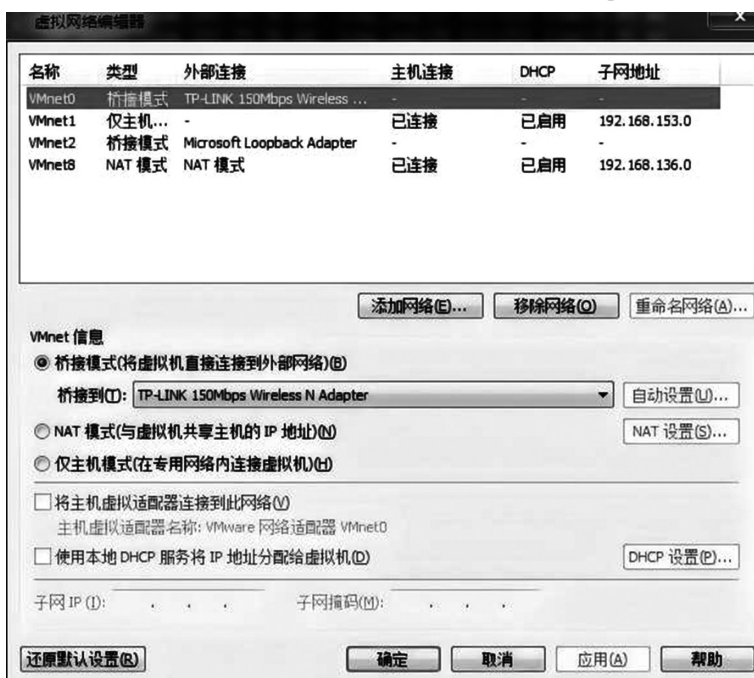 虚拟网络编辑器
名称 类型 外部连接 主机连接 DHCP 子网地址
VMnet0 桥接模式 TP-LINK 150Mbps Wireless ... - - -
VMnet1 仅主机... - 已连接 已启用 192.168.153.0
VMnet2 桥接模式 Microsoft Loopback Adapter - - -
VMnet8 NAT 模式 NAT 模式 已连接 已启用 192.168.136.0
添加网络(E)... 移除网络(O) 重命名网络(A)...
VMnet 信息
桥接模式(将虚拟机直接连接到外部网络)(B)
桥接到(T): TP-LINK 150Mbps Wireless N Adapter 自动设置(U)...
NAT 模式(与虚拟机共享主机的 IP 地址)(N) NAT 设置(S)...
仅主机模式(在专用网络内连接虚拟机)(H)
将主机虚拟适配器连接到此网络(V)
主机虚拟适配器名称: VMware 网络适配器 VMnet0
使用本地 DHCP 服务将 IP 地址分配给虚拟机(D) DHCP 设置(P)...
子网 IP (I): . . . 子网掩码(M): . . .
还原默认设置(R) 确定 取消 应用(A) 帮助